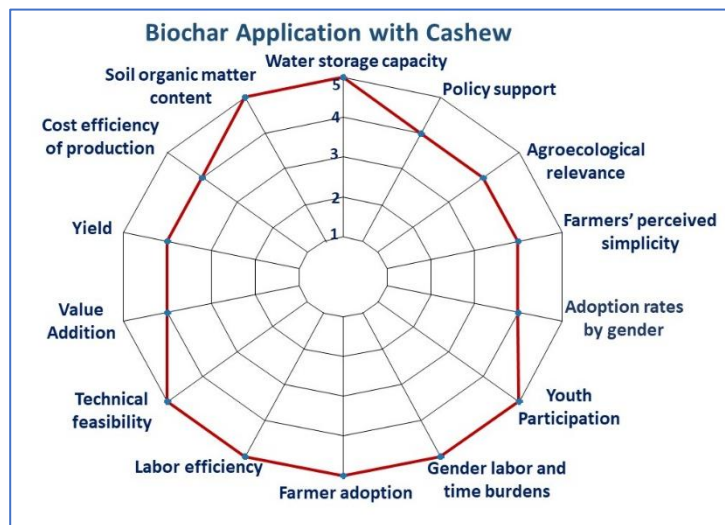 Biochar Application with Cashew
Water storage capacity
Policy support
Agroecological
relevance
Farmers’ perceived
simplicity
Adoption rates
by gender
Youth
Participation
Gender labor and
time burdens
Farmer adoption
Labor efficiency
Technical
feasibility
Value
Addition
Yield
Cost efficiency
of production
Soil organic matter
content
5
4
3
2
1